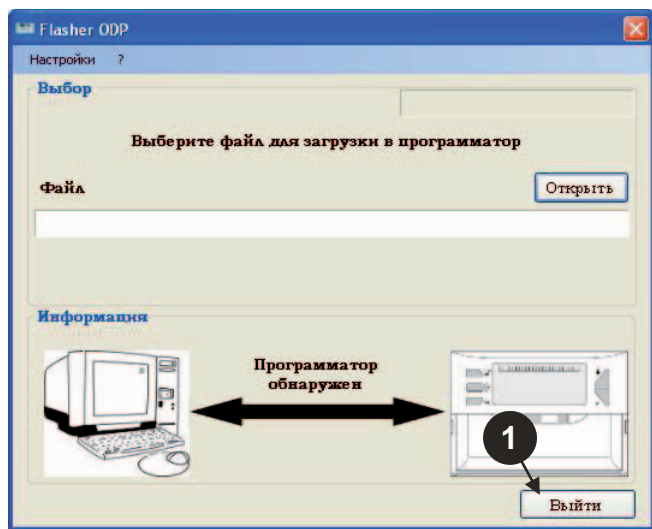 Flasher ODP
Настройки ?
Выбор
Выберите файл для загрузки в программатор
Файл
Открыть
Информация
Программатор
обнаружен
1
Выйти